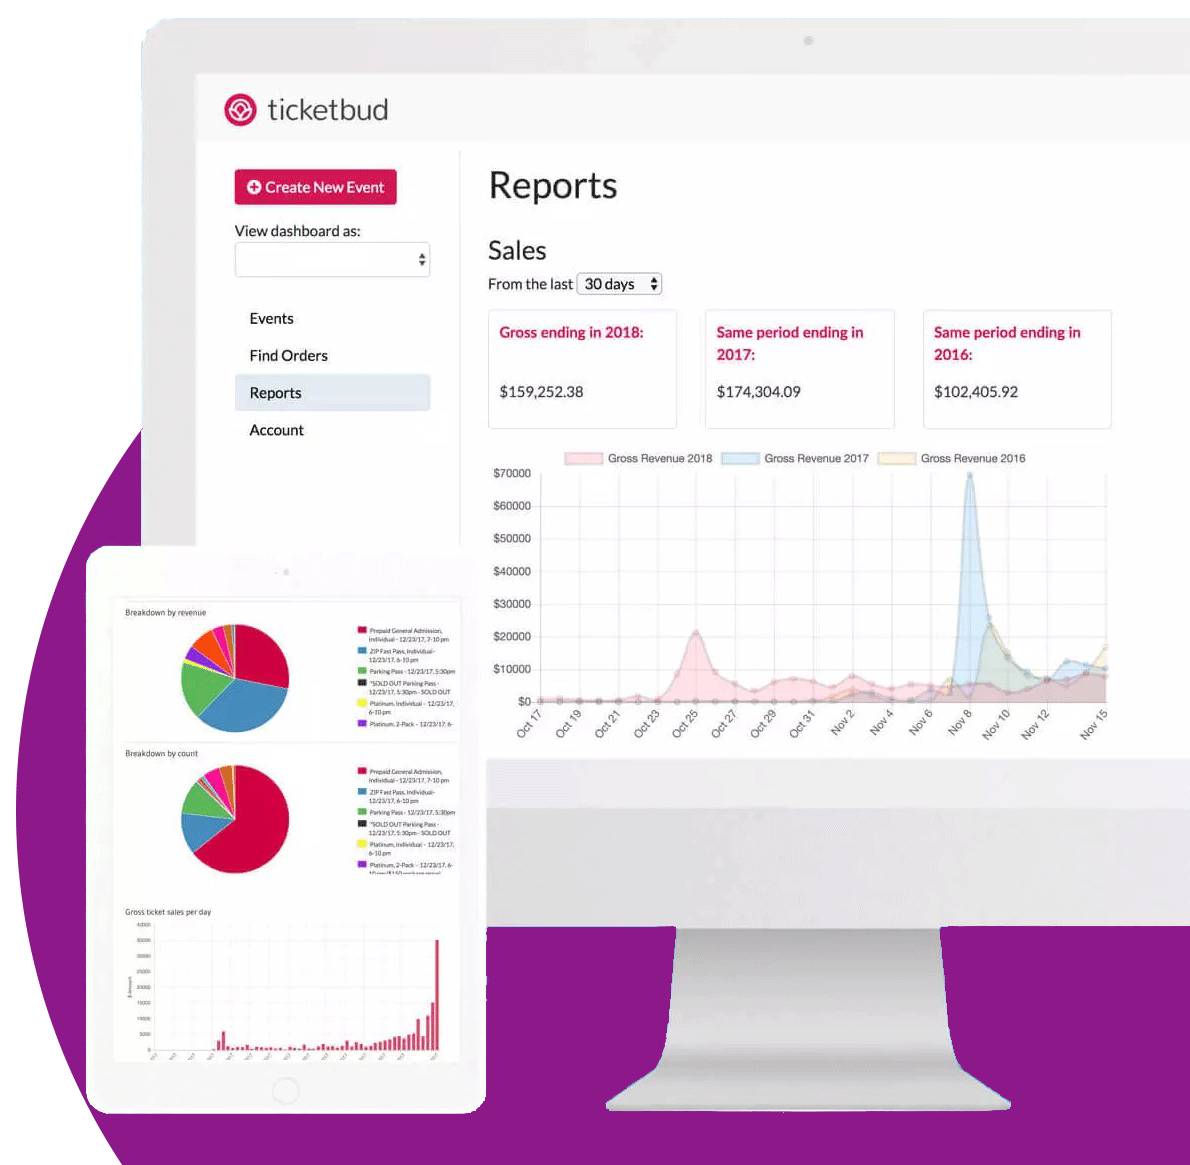 ticketbud
Create New Event
View dashboard as:
Events
Find Orders
Reports
Account
Reports
Sales
From the last 30 days
Gross ending in 2018:
$159,252.38
Same period ending in
2017:
$174,304.09
Same period ending in
2016:
$102,405.92
Gross Revenue 2018
Gross Revenue 2017
Gross Revenue 2016
$70000
$60000
$50000
$40000
$30000
$20000
$10000
$0
Oct 17
Oct 19
Oct 21
Oct 23
Oct 25
Oct 27
Oct 29
Oct 31
Nov 2
Nov 4
Nov 6
Nov 8
Nov 10
Nov 12
Nov 15
Breakdown by revenue
Prepaid General Admission,
Individual - 12/23/17, 7-10 pm
ZIP Fast Pass, Individual-
12/23/17, 6-10 pm
Parking Pass - 12/23/17, 5:30pm
*SOLD OUT Parking Pass -
12/23/17, 5:30pm - SOLD OUT
Platinum, Individual - 12/23/17,
6-10 pm
Platinum, 2-Pack - 12/23/17, 6-
Breakdown by count
Prepaid General Admission,
Individual - 12/23/17, 7-10 pm
ZIP Fast Pass, Individual-
12/23/17, 6-10 pm
Parking Pass - 12/23/17, 5:30pm
*SOLD OUT Parking Pass -
12/23/17, 5:30pm - SOLD OUT
Platinum, Individual - 12/23/17,
6-10 pm
Platinum, 2-Pack - 12/23/17, 6-
Gross ticket sales per day
$ Amount
40000
35000
30000
25000
20000
15000
10000
5000
0